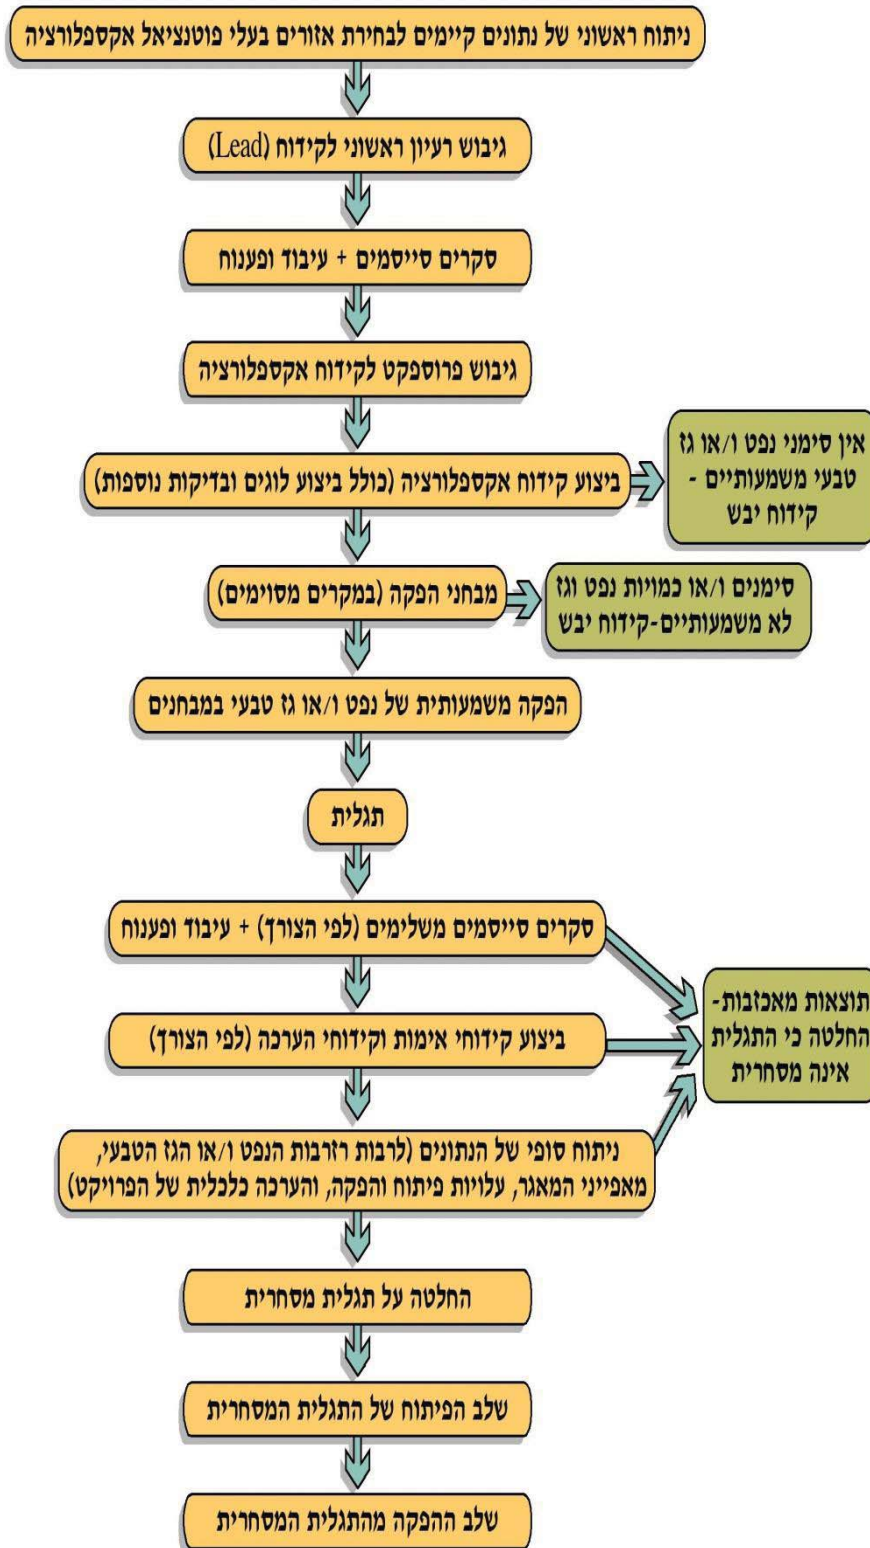 ניתוח ראשוני של נתונים קיימים לבחירת אזורים בעלי פוטנציאל אקספלורציה
גיבוש רעיון ראשוני לקידוח (Lead)
סקרים סייסמים + עיבוד ופענוח
גיבוש פרוספקט לקידוח אקספלורציה
ביצוע קידוח אקספלורציה (כולל ביצוע לוגים ובדיקות נוספות)
אין סימני נפט ו/או גז
טבעי משמעותיים -
קידוח יבש
מבחני הפקה (במקרים מסוימים)
סימנים ו/או כמויות נפט וגז
לא משמעותיים-קידוח יבש
הפקה משמעותית של נפט ו/או גז טבעי במבחנים
תגלית
סקרים סייסמים משלימים (לפי הצורך) + עיבוד ופענוח
ביצוע קידוחי אימות וקידוחי הערכה (לפי הצורך)
תוצאות מאכזבות-
החלטה כי התגלית
אינה מסחרית
ניתוח סופי של הנתונים (לרבות רזרבות הנפט ו/או הגז הטבעי,
מאפייני המאגר, עלויות פיתוח והפקה, והערכה כלכלית של הפרויקט)
החלטה על תגלית מסחרית
שלב הפיתוח של התגלית המסחרית
שלב ההפקה מהתגלית המסחרית